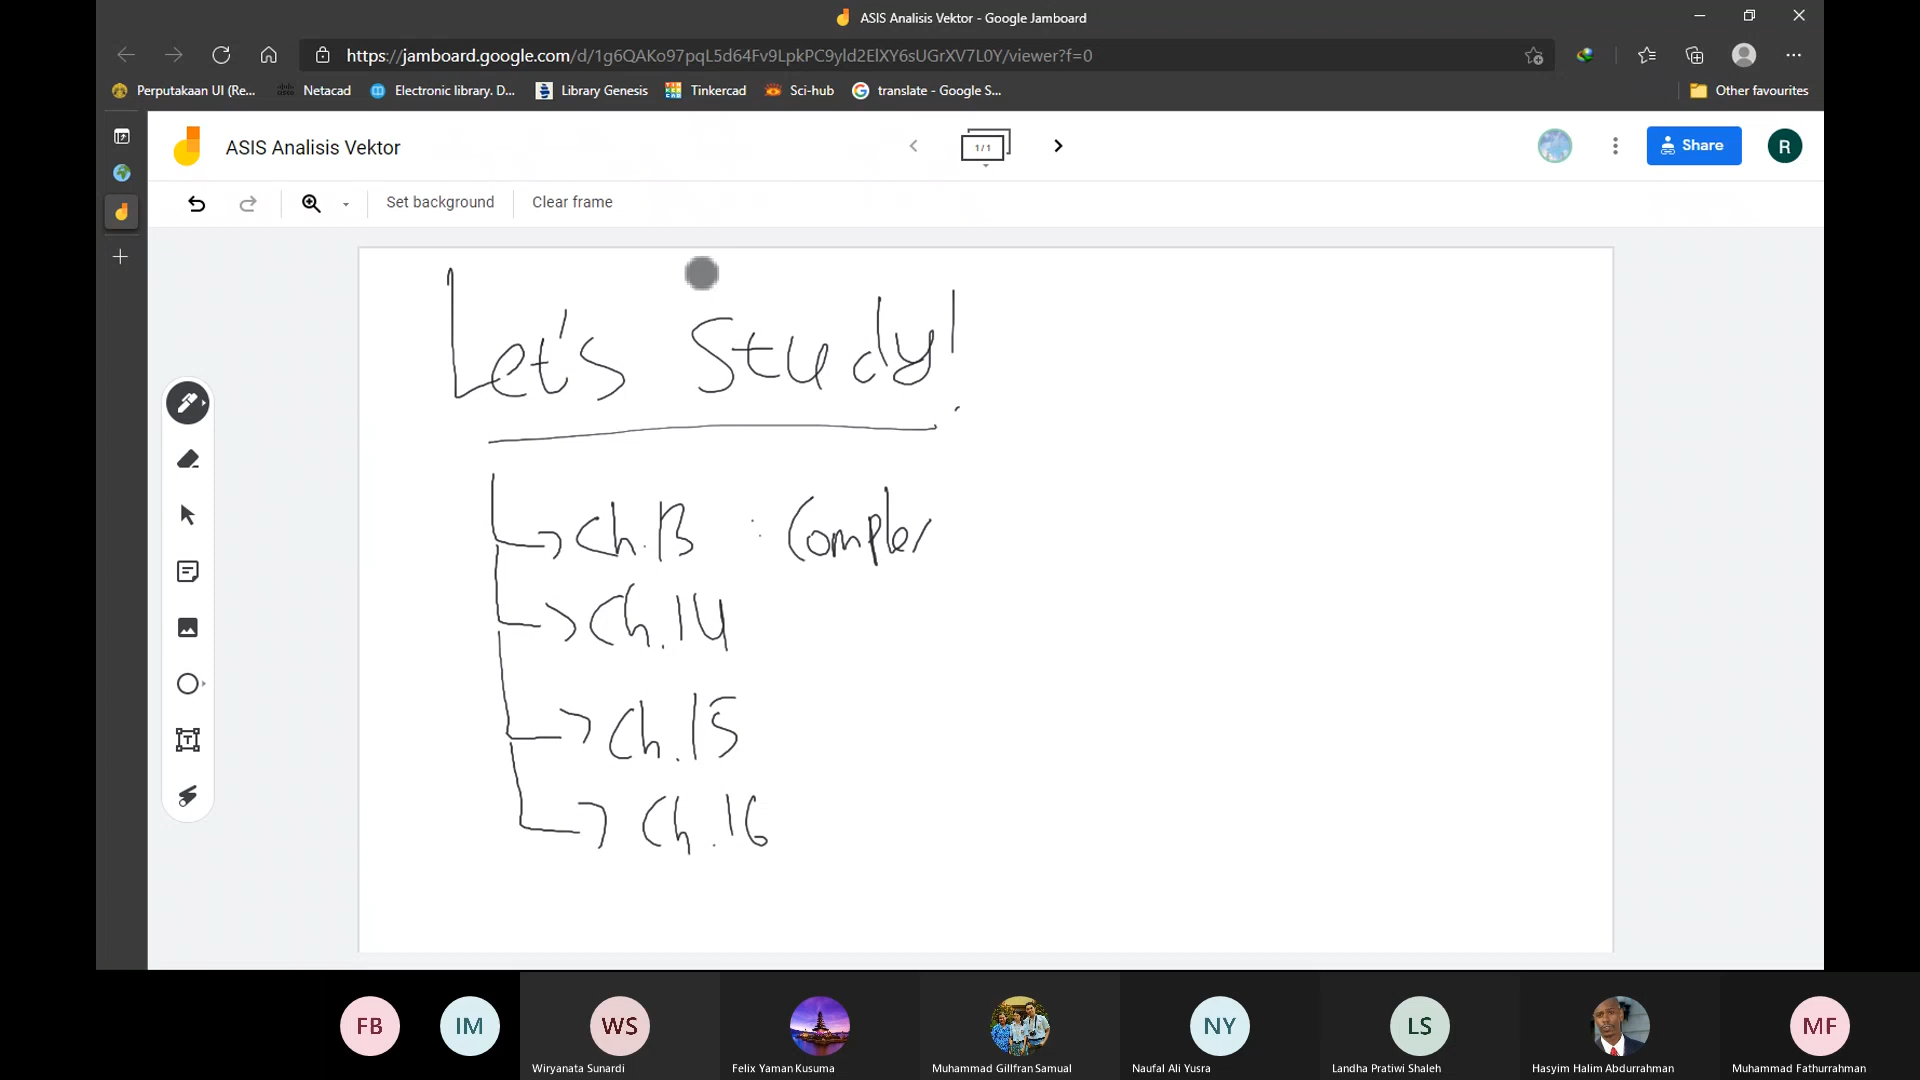 ASIS Analisis Vektor - Google Jamboard
https://jamboard.google.com/d/1g6QAKo97pqL5d64Fv9LpkPC9yld2ElXY6sUGrXV7L0Y/viewer?f=0
Perputakaan UI (Re... Netacad Electronic library. D... Library Genesis Tinkercad Sci-hub translate - Google S... Other favourites
ASIS Analisis Vektor 1/1 Share R
Set background Clear frame
Let's Study!
Ch.13 : Comple
Ch.14
Ch.15
Ch.16
FB IM WS NY LS MF
Wiryanata Sunardi Felix Yaman Kusuma Muhammad Gillfran Samual Naufal Ali Yusra Landha Pratiwi Shaleh Hasyim Halim Abdurrahman Muhammad Fathurrahman